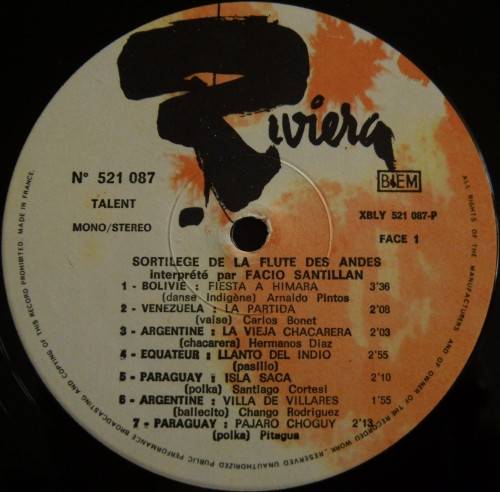 Riviera
N° 521 087
TALENT
MONO/STEREO
BIEM
XBLY 521 087-P
FACE 1
SORTILEGE DE LA FLUTE DES ANDES
interprété par FACIO SANTILLAN
1 - BOLIVIE : FIESTA A HIMARA 3'36
(danse Indigène) Arnaldo Pintos
2 - VENEZUELA : LA PARTIDA 2'08
(valse) Carlos Bonet
3 - ARGENTINE : LA VIEJA CHACARERA 2'03
(chacarera) Hermanos Diaz
4 - EQUATEUR : LLANTO DEL INDIO 2'55
(pasillo)
5 - PARAGUAY : ISLA SACA 2'10
(polka) Santiago Cortesi
6 - ARGENTINE : VILLA DE VILLARES 1'55
(bailecito) Chango Rodriguez
7 - PARAGUAY : PAJARO CHOGUY 2'13
(polka) Pitagua
ALL RIGHTS OF THE MANUFACTURERS AND OF OWNER OF THE RECORDED WORK. RESERVED UNAUTHORIZED PUBLIC PERFORMANCE BROADCASTING AND COPYING OF THIS RECORD PROHIBITED. MADE IN FRANCE.